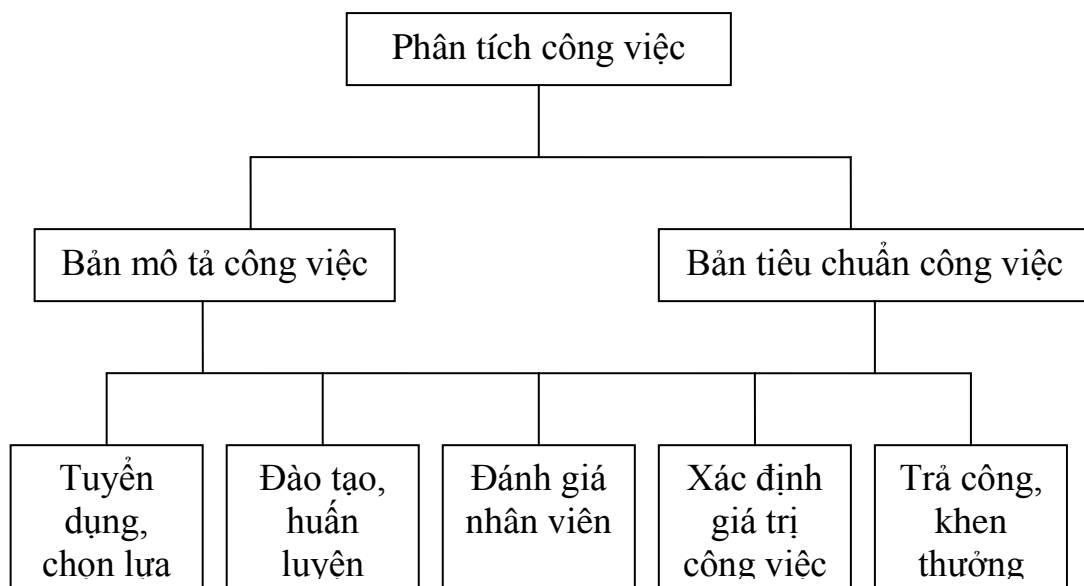 Phân tích công việc
Bản mô tả công việc
Bản tiêu chuẩn công việc
Tuyển
dụng,
chọn lựa
Đào tạo,
huấn
luyện
Đánh giá
nhân viên
Xác định
giá trị
công việc
Trả công,
khen
thưởng